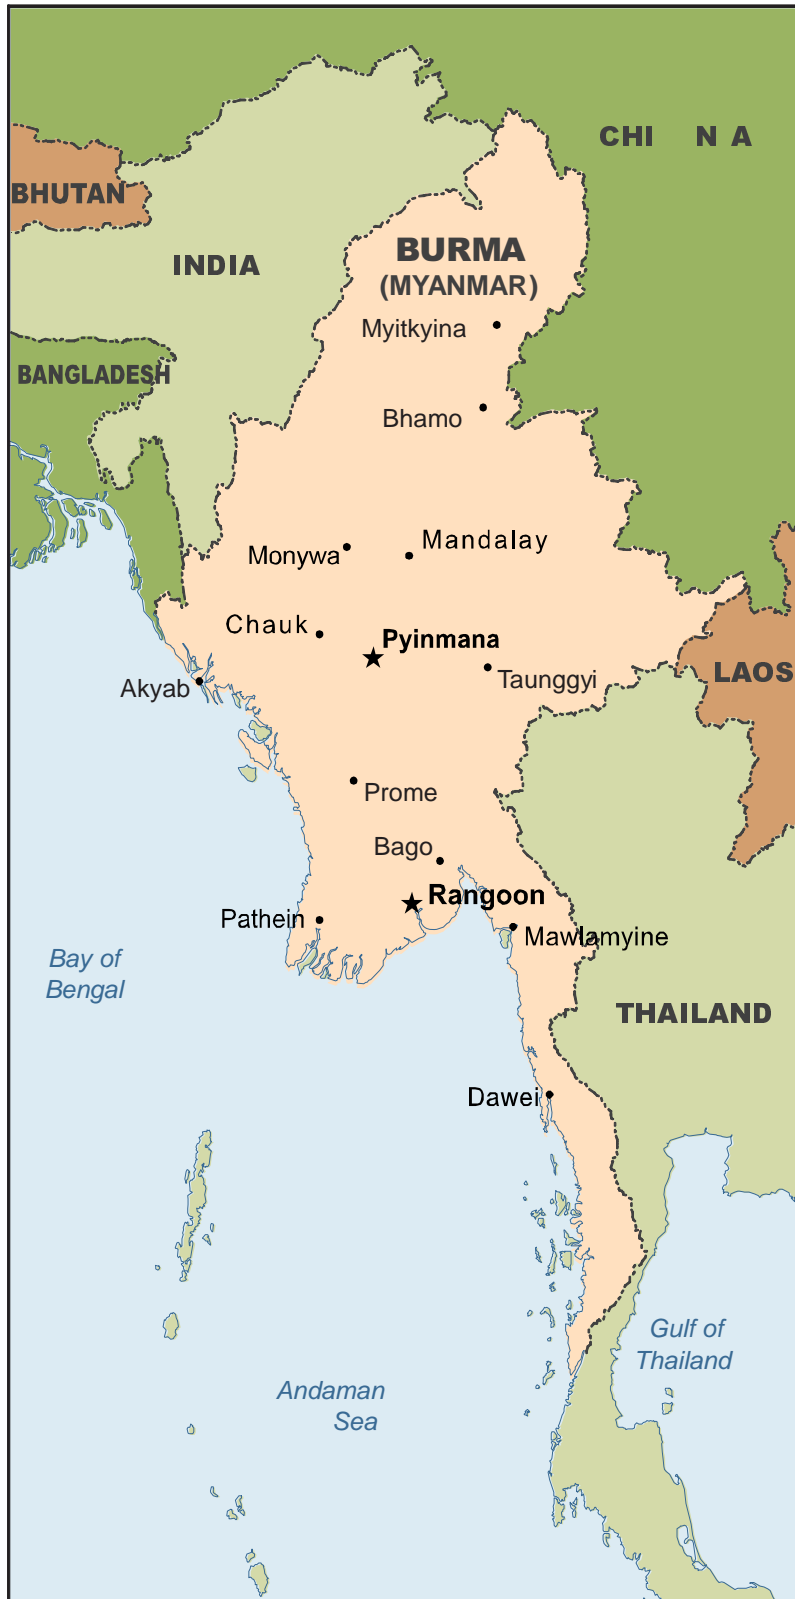 CHI N A
BHUTAN
BURMA
(MYANMAR)
INDIA
Myitkyina
BANGLADESH
Bhamo
Mandalay
Monywa
Chauk
Pyinmana
LAOS
Taunggyi
Akyab
Prome
Bago
Rangoon
Pathein
Mawlamyine
Bay of
Bengal
THAILAND
Dawei
Gulf of
Thailand
Andaman
Sea